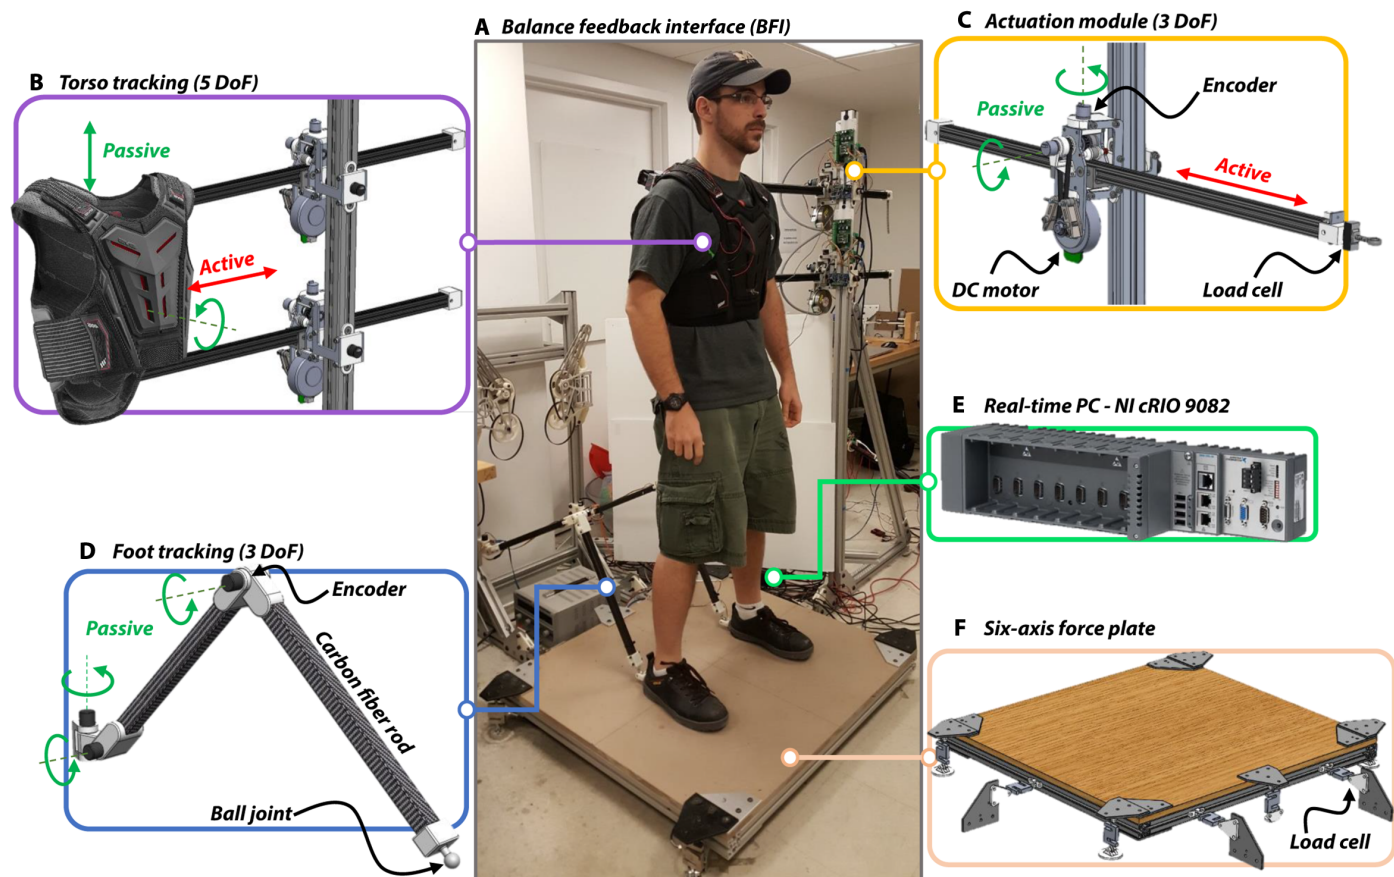 A Balance feedback interface (BFI)
B Torso tracking (5 DoF)
Passive
Active
C Actuation module (3 DoF)
Passive
Encoder
Active
DC motor
Load cell
D Foot tracking (3 DoF)
Passive
Encoder
Carbon fiber rod
Ball joint
E Real-time PC - NI cRIO 9082
F Six-axis force plate
Load cell